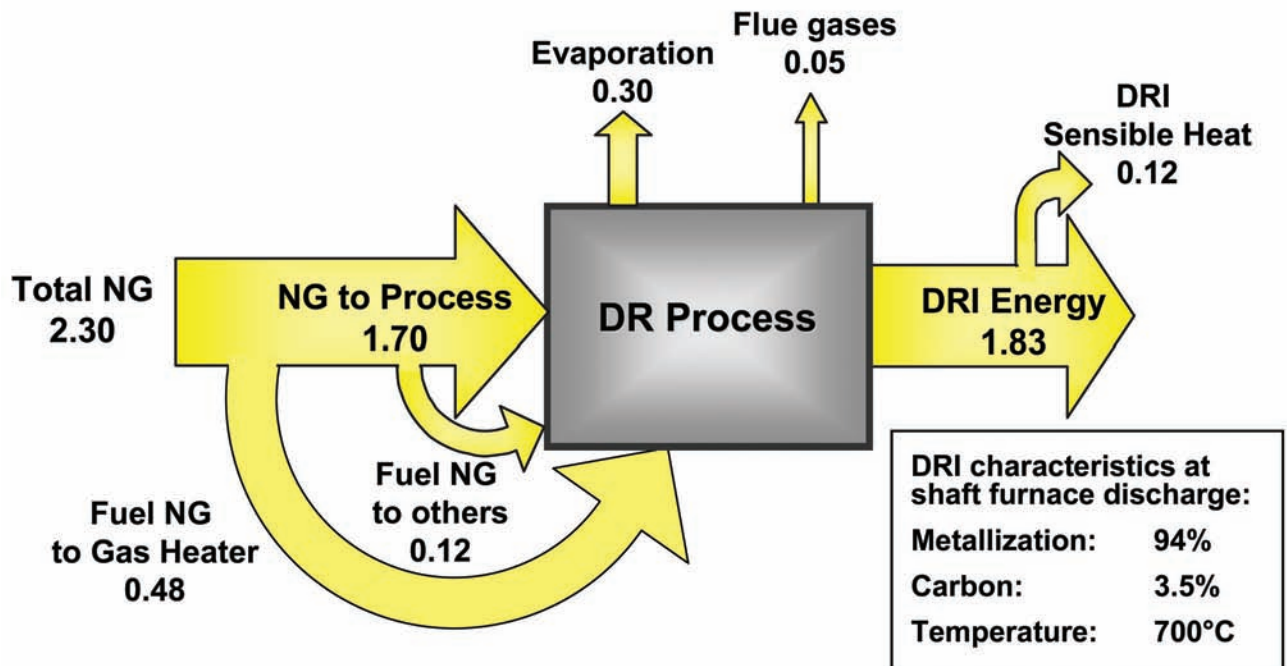 Flue gases
0.05
Evaporation
0.30
DRI
Sensible Heat
0.12
Total NG
2.30
NG to Process
1.70
DR Process
DRI Energy
1.83
Fuel NG
to others
0.12
Fuel NG
to Gas Heater
0.48
DRI characteristics at
shaft furnace discharge:
Metallization: 94%
Carbon: 3.5%
Temperature: 700°C